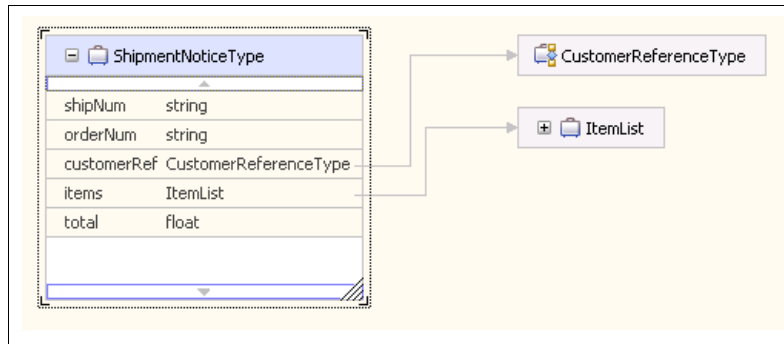 ShipmentNoticeType
shipNum string
orderNum string
customerRef CustomerReferenceType
items ItemList
total float
CustomerReferenceType
ItemList